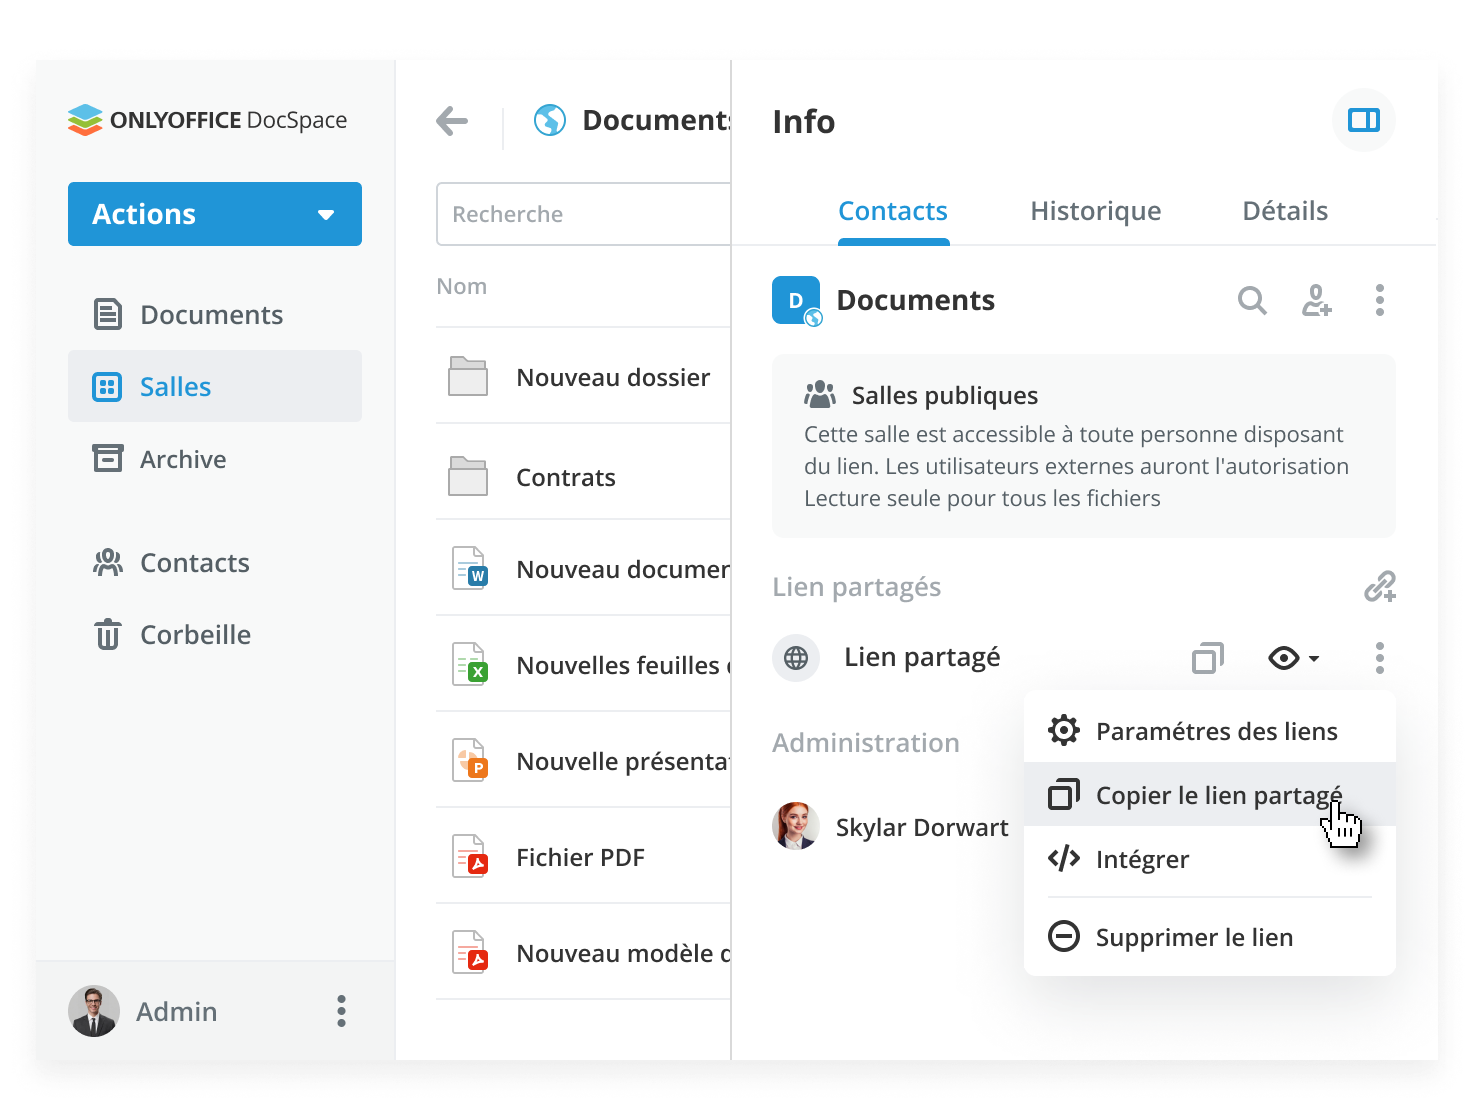 ONLYOFFICE DocSpace
Actions
Documents
Salles
Archive
Contacts
Corbeille
Admin
Documents
Recherche
Nom
Nouveau dossier
Contrats
Nouveau documen
Nouvelles feuilles
Nouvelle présenta
Fichier PDF
Nouveau modèle
Info
Contacts
Historique
Détails
D
Documents
Salles publiques
Cette salle est accessible à toute personne disposant
du lien. Les utilisateurs externes auront l'autorisation
Lecture seule pour tous les fichiers
Lien partagés
Lien partagé
Administration
Skylar Dorwart
Paramétres des liens
Copier le lien partagé
Intégrer
Supprimer le lien
W
X
P